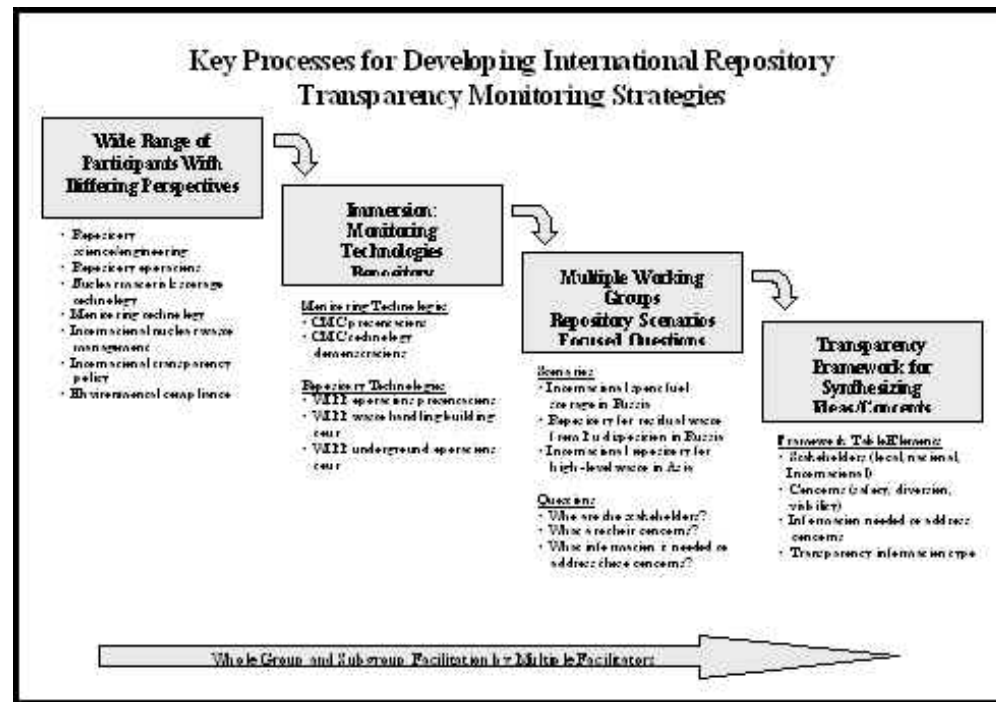 Key Processes for Developing International Repository
Transparency Monitoring Strategies
Wide Range of
Participants With
Differing Perspectives
• Repository
science/engineering
• Repository operations
• Nuclear material storage
technology
• Monitoring technology
• International nuclear waste
management
• International transparency
policy
• Environmental compliance
Immersion:
Monitoring
Technologies
Repository
Monitoring Technologies
• CMC presentations
• CMC technology
demonstrations
Repository Technologies
• WIPP operations presentations
• WIPP waste handling building
tour
• WIPP underground operations
tour
Multiple Working
Groups
Repository Scenarios
Focused Questions
Scenarios
• International spent fuel
storage in Russia
• Repository for residual waste
from Pu disposition in Russia
• International repository for
high-level waste in Asia
Questions
• Who are the stakeholders?
• What are their concerns?
• What information is needed to
address these concerns?
Transparency
Framework for
Synthesizing
Ideas/Concepts
Framework Table Elements
• Stakeholders (local, national,
International)
• Concerns (safety, diversion,
viability)
• Information needed to address
concerns
• Transparency information type
Whole Group and Subgroup Facilitation by Multiple Facilitators